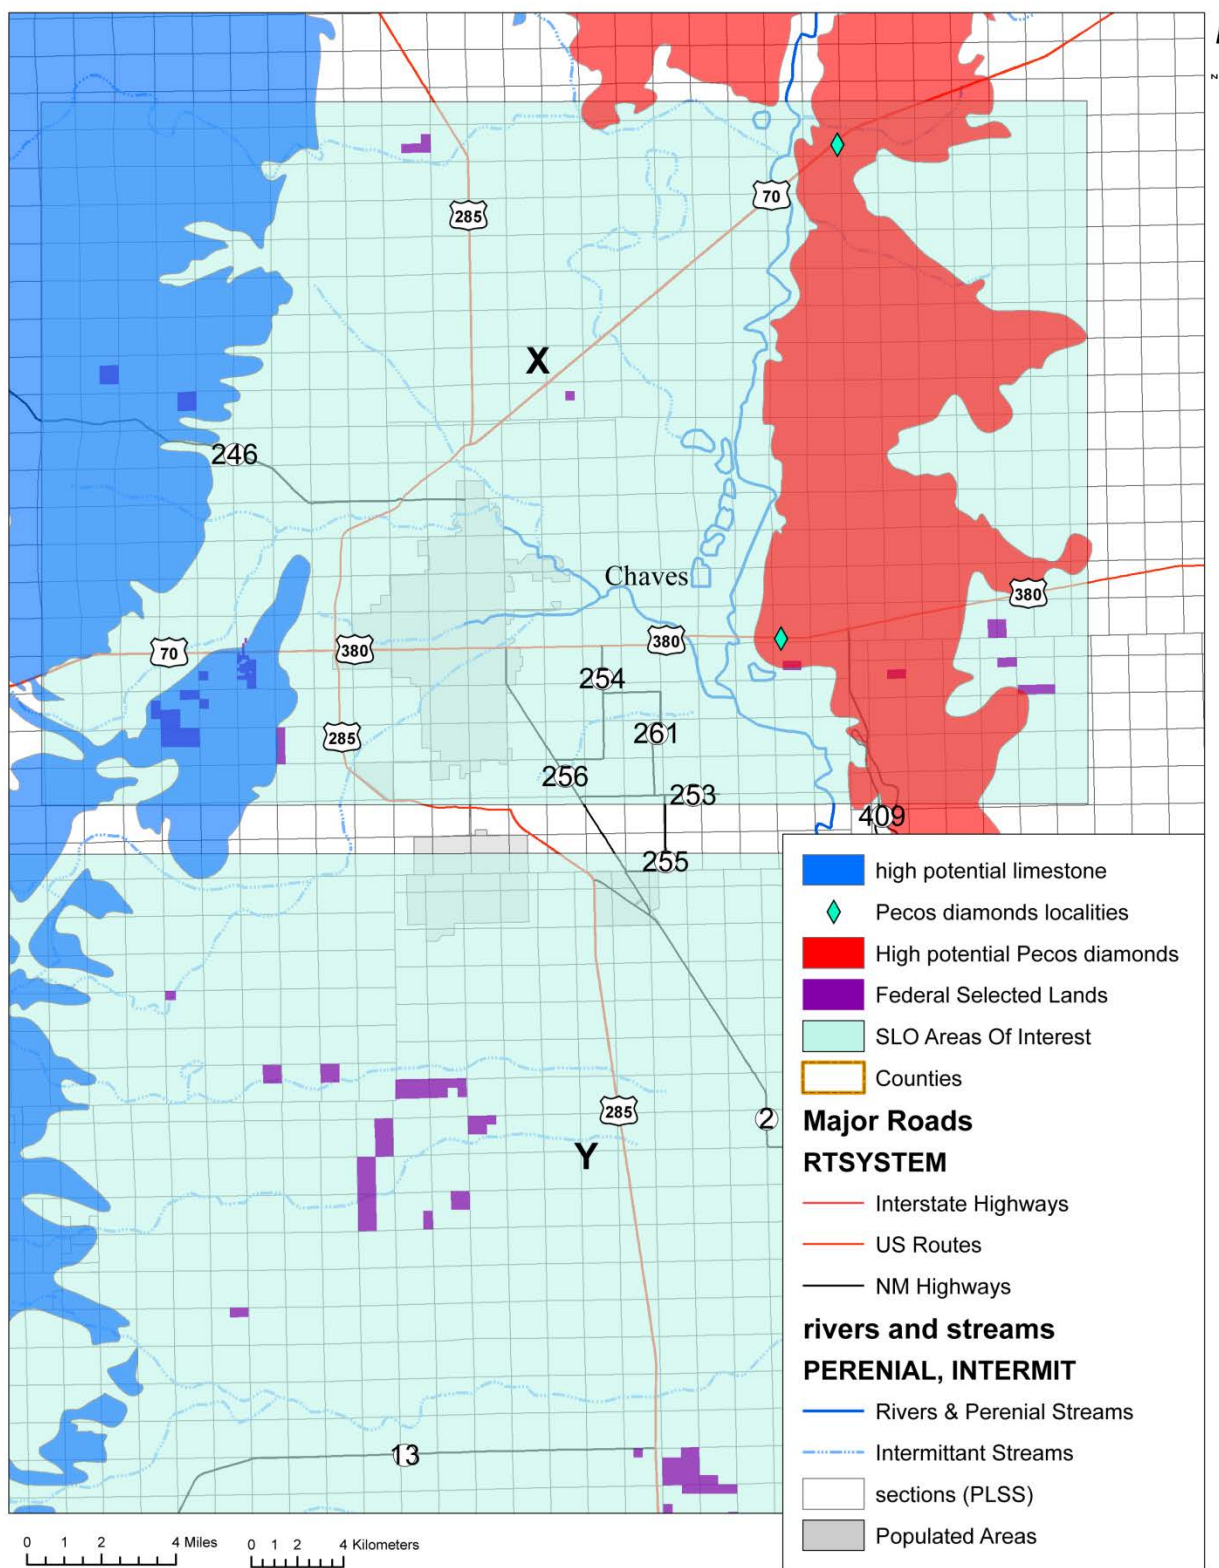 N
70
285
X
246
Chaves
380
70
380
380
254
285
261
256
253
409
255
285
2
Y
13
high potential limestone
Pecos diamonds localities
High potential Pecos diamonds
Federal Selected Lands
SLO Areas Of Interest
Counties
Major Roads
RTSYSTEM
Interstate Highways
US Routes
NM Highways
rivers and streams
PERENIAL, INTERMIT
Rivers & Perenial Streams
Intermittant Streams
sections (PLSS)
Populated Areas
0 1 2 4 Miles
0 1 2 4 Kilometers